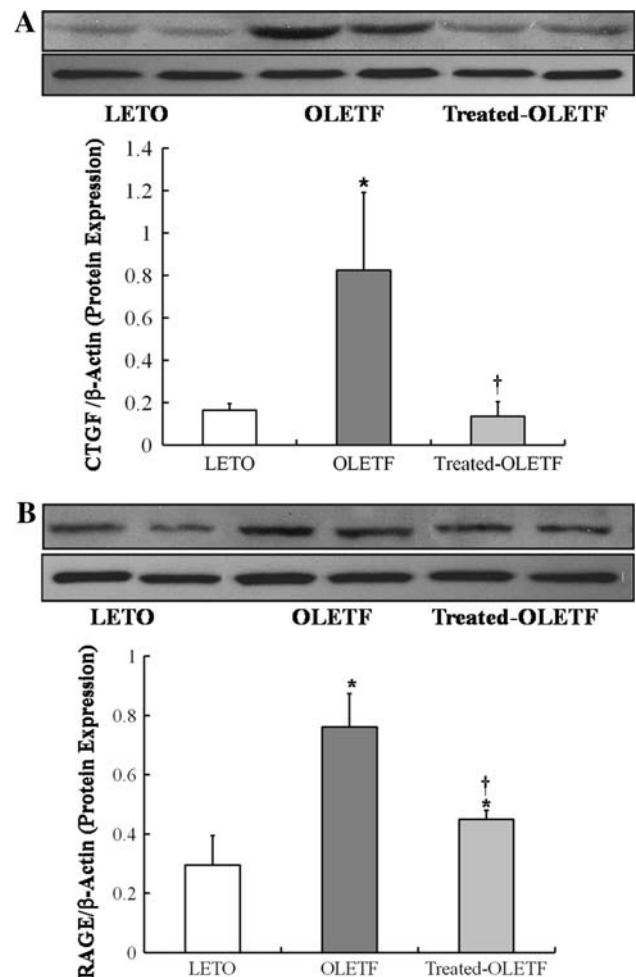 A
LETO OLETF Treated-OLETF
CTGF /β-Actin (Protein Expression)
1.4
1.2
1
0.8
0.6
0.4
0.2
0
*
†
LETO OLETF Treated-OLETF
B
LETO OLETF Treated-OLETF
RAGE/β-Actin (Protein Expression)
1
0.8
0.6
0.4
0.2
0
*
†
*
LETO OLETF Treated-OLETF